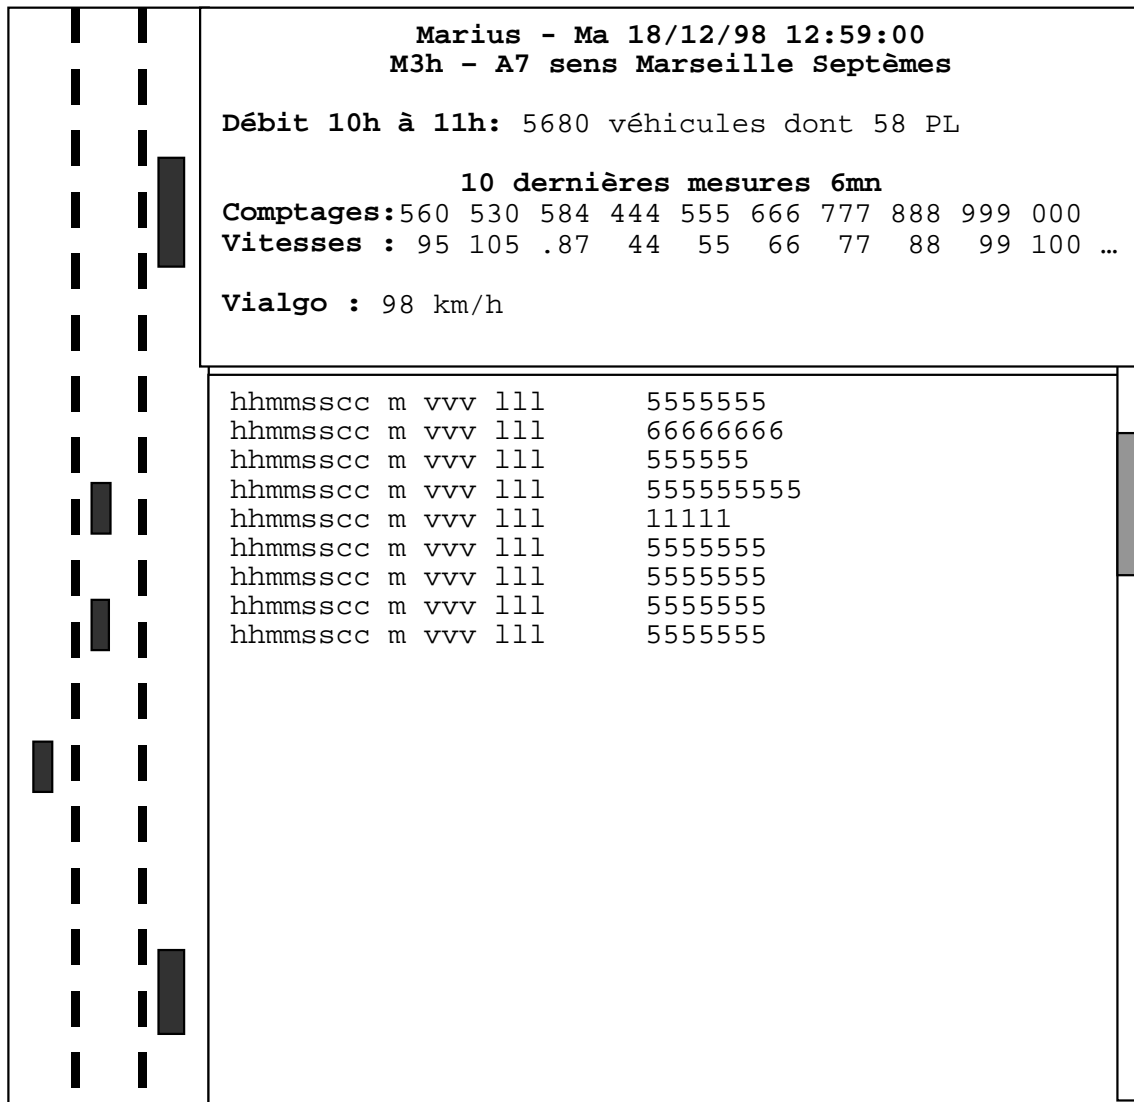 Marius - Ma 18/12/98 12:59:00
M3h – A7 sens Marseille Septèmes
Débit 10h à 11h: 5680 véhicules dont 58 PL
10 dernières mesures 6mn
Comptages:560 530 584 444 555 666 777 888 999 000
Vitesses : 95 105 .87 44 55 66 77 88 99 100 …
Vialgo : 98 km/h
hhmmsscc m vvv lll 5555555
hhmmsscc m vvv lll 66666666
hhmmsscc m vvv lll 555555
hhmmsscc m vvv lll 555555555
hhmmsscc m vvv lll 11111
hhmmsscc m vvv lll 5555555
hhmmsscc m vvv lll 5555555
hhmmsscc m vvv lll 5555555
hhmmsscc m vvv lll 5555555